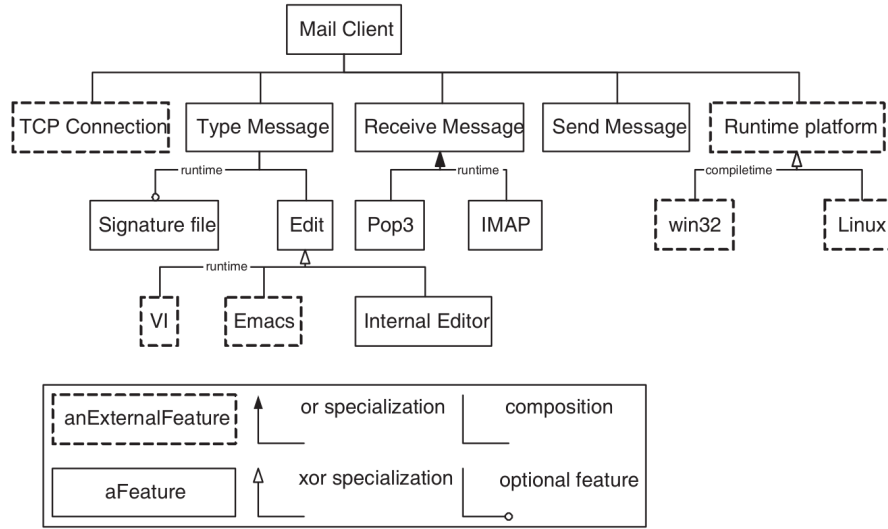 Mail Client
TCP Connection
Type Message
Receive Message
Send Message
Runtime platform
runtime
runtime
compiletime
Signature file
Edit
Pop3
IMAP
win32
Linux
runtime
VI
Emacs
Internal Editor
anExternalFeature
or specialization
composition
aFeature
xor specialization
optional feature